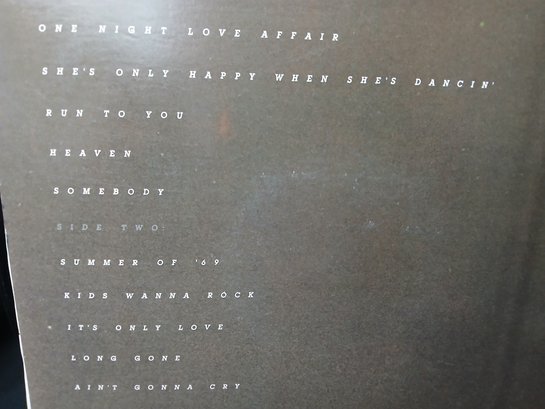 ONE NIGHT LOVE AFFAIR
SHE'S ONLY HAPPY WHEN SHE'S DANCIN'
RUN TO YOU
HEAVEN
SOMEBODY
SIDE TWO:
SUMMER OF '69
KIDS WANNA ROCK
IT'S ONLY LOVE
LONG GONE
AIN'T GONNA CRY